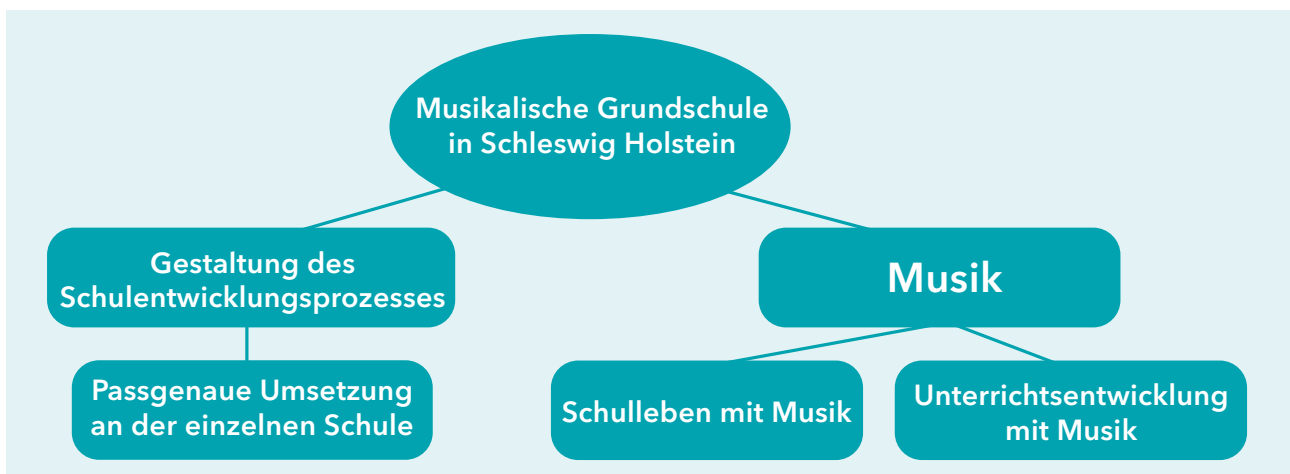 Musikalische Grundschule
in Schleswig Holstein
Gestaltung des
Schulentwicklungsprozesses
Musik
Passgenaue Umsetzung
an der einzelnen Schule
Schulleben mit Musik
Unterrichtsentwicklung
mit Musik